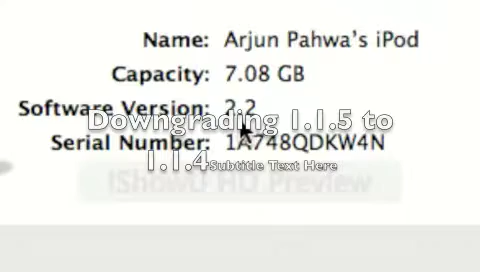 Name: Arjun Pahwa's iPod
Capacity: 7.08 GB
Software Version: 2.2
Downgrading 1.1.5 to
Serial Number: 1A748QDKW4N
1.1.4
Subtitle Text Here
iShowU HD Preview